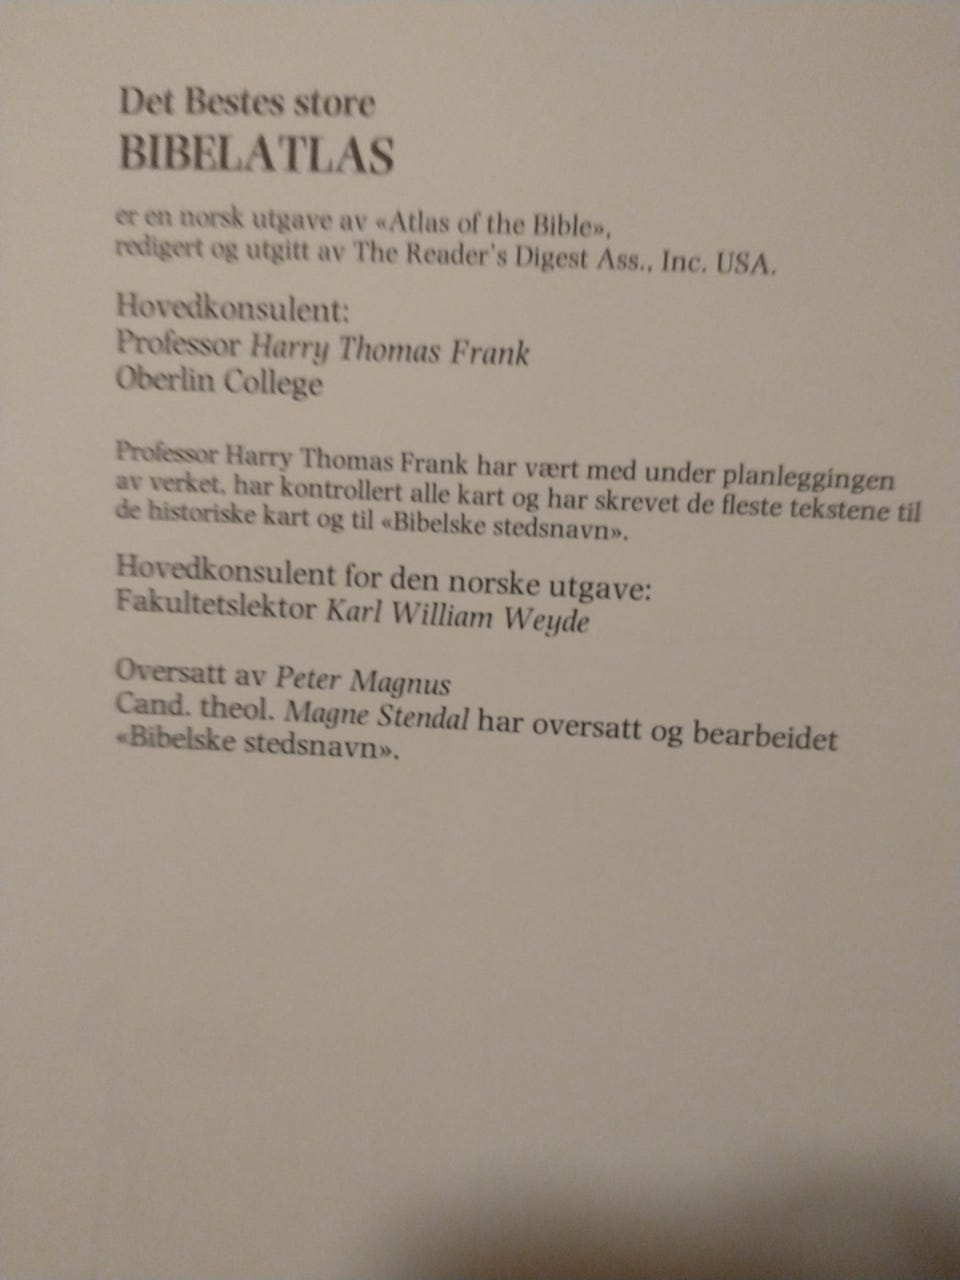 Det Bestes store
BIBELATLAS
er en norsk utgave av «Atlas of the Bible»,
redigert og utgitt av The Reader's Digest Ass., Inc. USA.
Hovedkonsulent:
Professor Harry Thomas Frank
Oberlin College
Professor Harry Thomas Frank har vært med under planleggingen
av verket, har kontrollert alle kart og har skrevet de fleste tekstene til
de historiske kart og til «Bibelske stedsnavn».
Hovedkonsulent for den norske utgave:
Fakultetslektor Karl William Weyde
Oversatt av Peter Magnus
Cand. theol. Magne Stendal har oversatt og bearbeidet
«Bibelske stedsnavn».